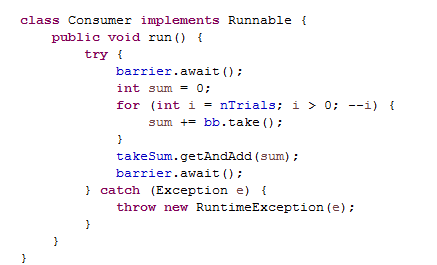 class Consumer implements Runnable {
    public void run() {
        try {
            barrier.await();
            int sum = 0;
            for (int i = nTrials; i > 0; --i) {
                sum += bb.take();
            }
            takeSum.getAndAdd(sum);
            barrier.await();
        } catch (Exception e) {
            throw new RuntimeException(e);
        }
    }
}